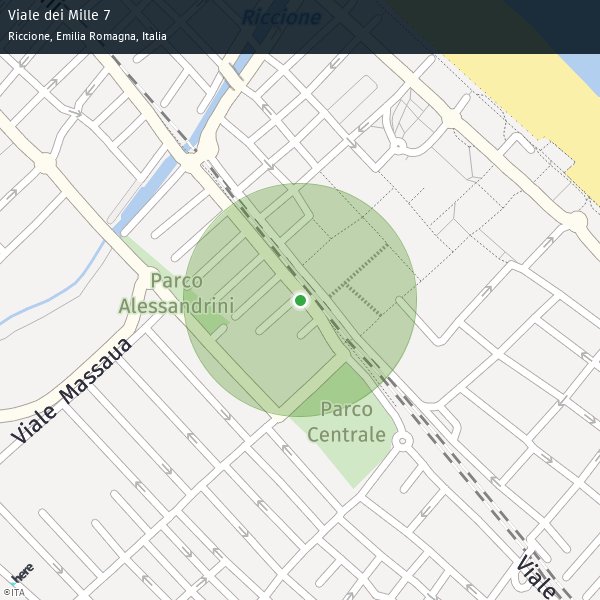 Viale dei Mille 7
Riccione, Emilia Romagna, Italia
Riccione
Parco
Alessandrini
Viale Massaua
Parco
Centrale
Viale
here
©ITA